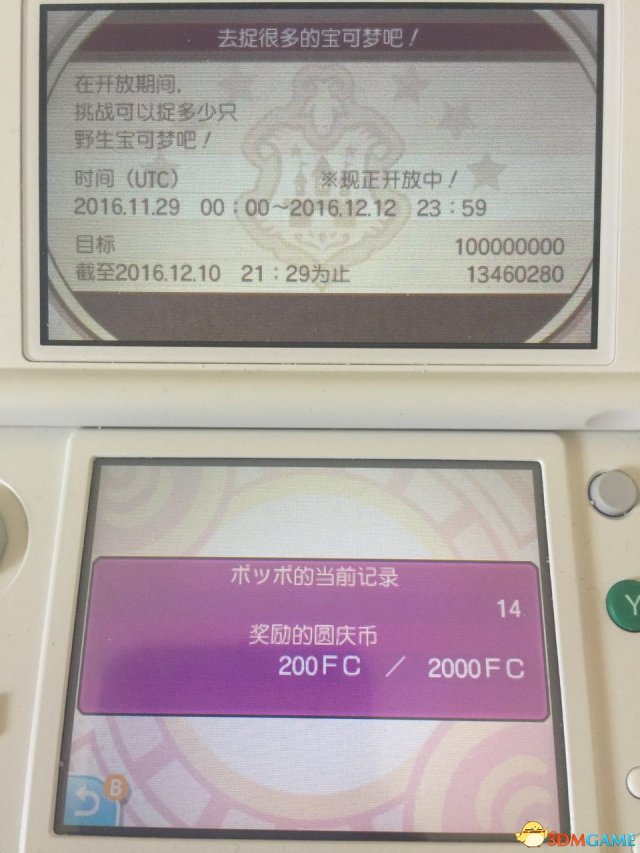 去捉很多的宝可梦吧！
在开放期间，
挑战可以捉多少只
野生宝可梦吧！
时间（UTC） ※现正开放中！
2016.11.29 00：00～2016.12.12 23：59
目标 100000000
截至2016.12.10 21：29为止 13460280
ポッポ的当前记录
14
奖励的圆庆币
200FC ／ 2000FC
B
Y
3DMGAME